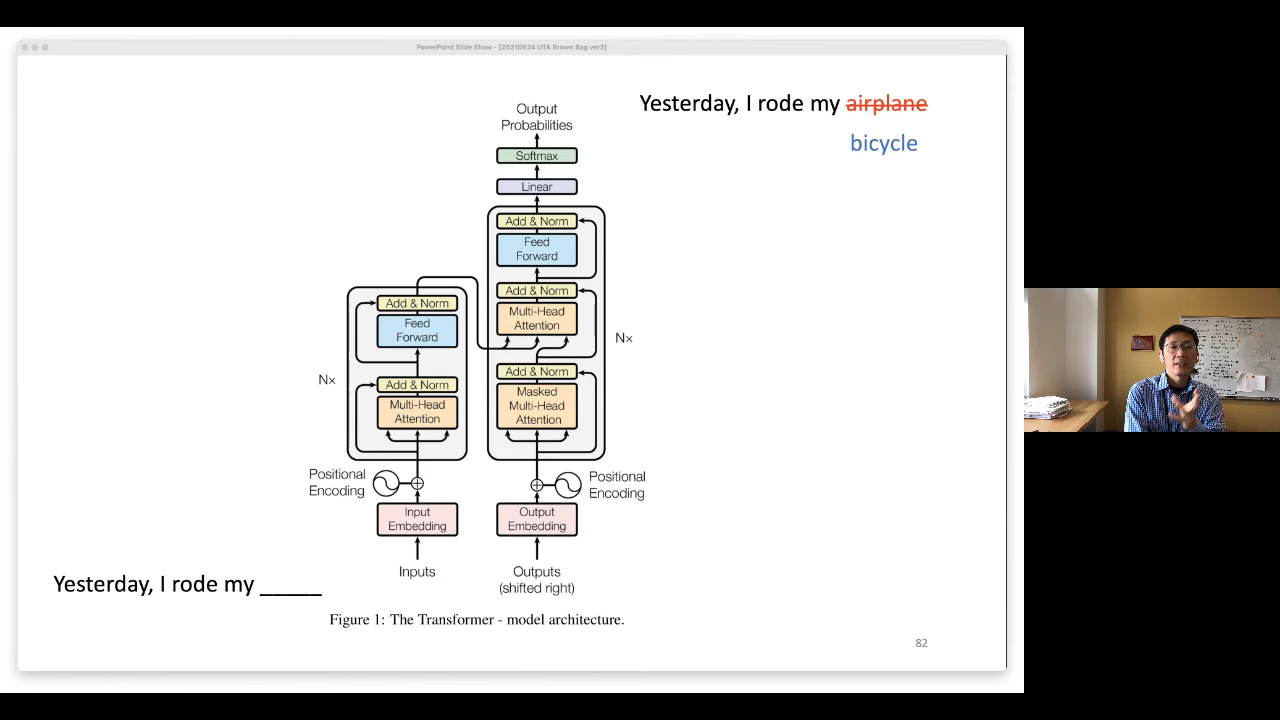 PowerPoint Slide Show - [20210924 UTA Brown Bag ver2]
Yesterday, I rode my airplane
bicycle
Output
Probabilities
Softmax
Linear
Add & Norm
Feed
Forward
Add & Norm
Multi-Head
Attention
Add & Norm
Masked
Multi-Head
Attention
N×
Add & Norm
Feed
Forward
Add & Norm
Multi-Head
Attention
N×
Positional
Encoding
Positional
Encoding
Input
Embedding
Output
Embedding
Inputs
Outputs
(shifted right)
Yesterday, I rode my _____
Figure 1: The Transformer - model architecture.
82